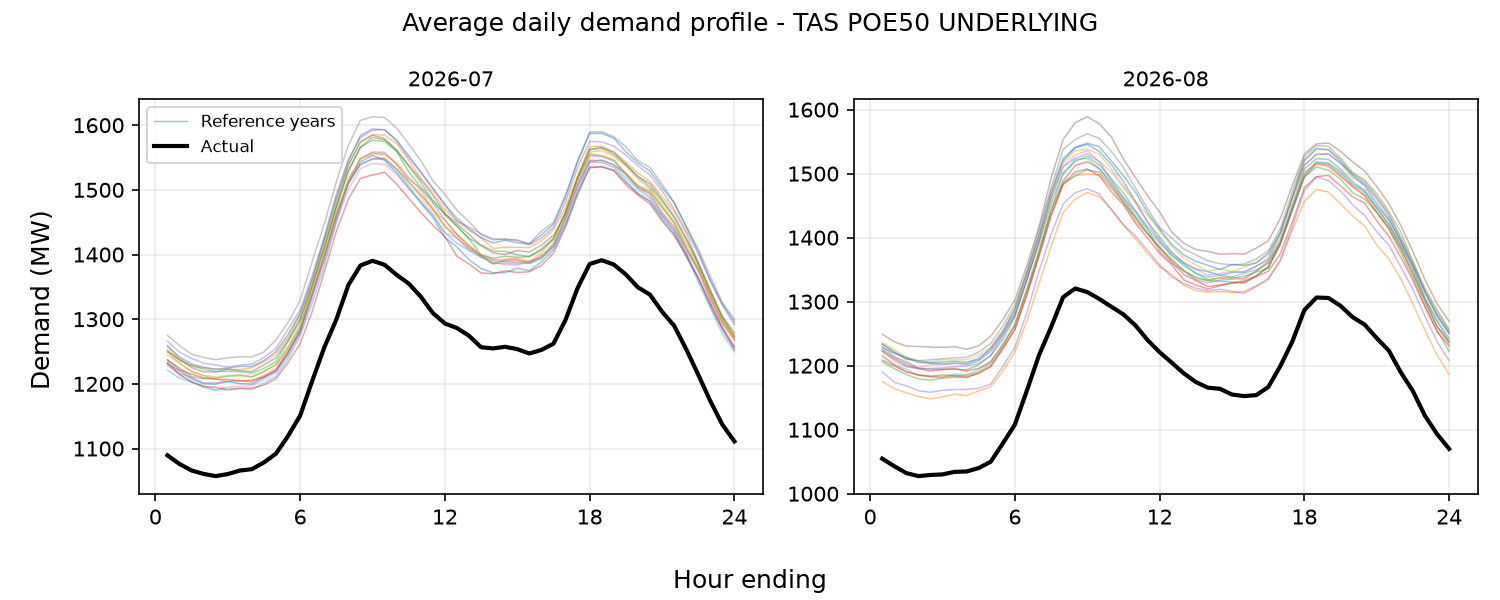 Average daily demand profile - TAS POE50 UNDERLYING
2026-07
2026-08
Reference years
Actual
Demand (MW)
1600
1500
1400
1300
1200
1100
0 6 12 18 24
1600
1500
1400
1300
1200
1100
1000
0 6 12 18 24
Hour ending